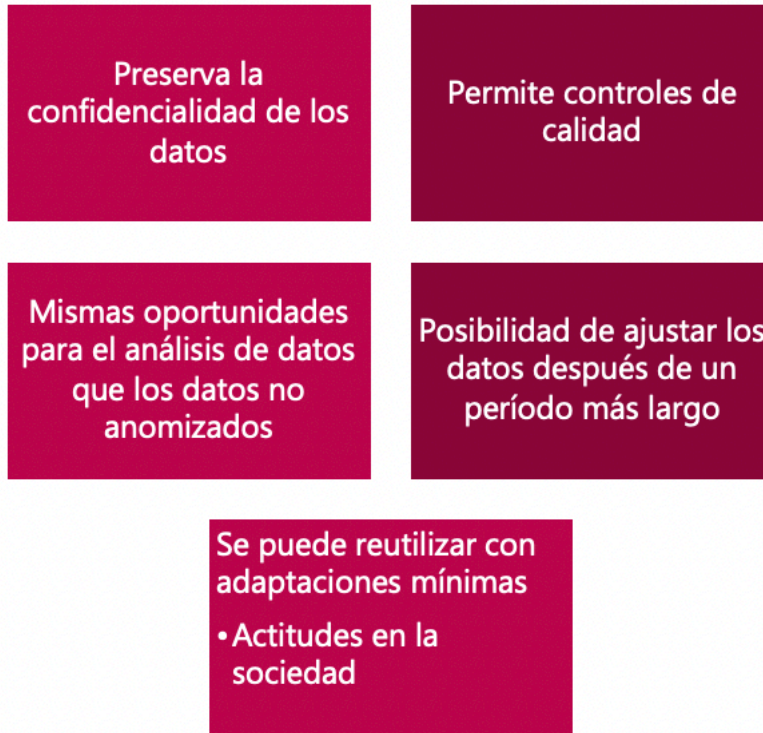 Preserva la
confidencialidad de los
datos
Permite controles de
calidad
Mismas oportunidades
para el análisis de datos
que los datos no
anomizados
Posibilidad de ajustar los
datos después de un
período más largo
Se puede reutilizar con
adaptaciones mínimas
•Actitudes en la
sociedad